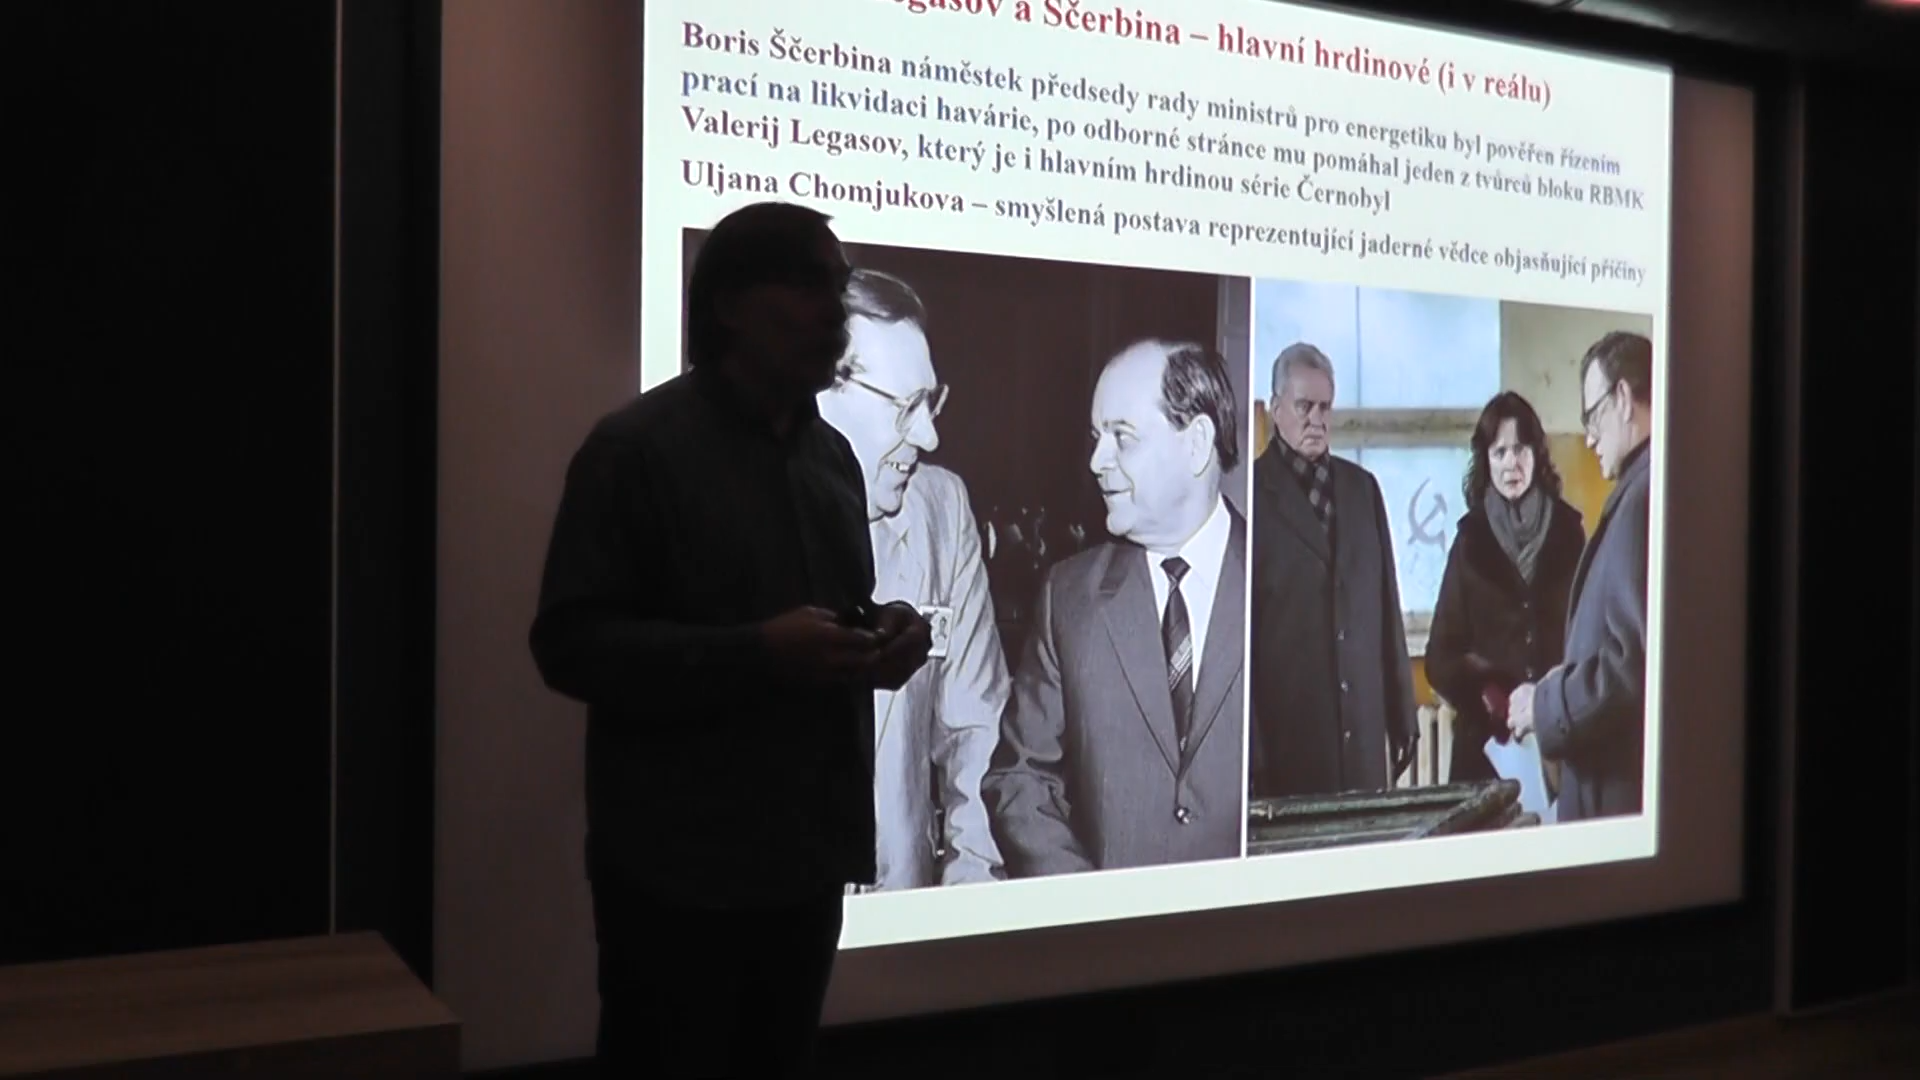 Legasov a Ščerbina – hlavní hrdinové (i v reálu)
Boris Ščerbina náměstek předsedy rady ministrů pro energetiku byl pověřen řízením
prací na likvidaci havárie, po odborné stránce mu pomáhal jeden z tvůrců bloku RBMK
Valerij Legasov, který je i hlavním hrdinou série Černobyl
Uljana Chomjukova – smyšlená postava reprezentující jaderné vědce objasňující příčiny